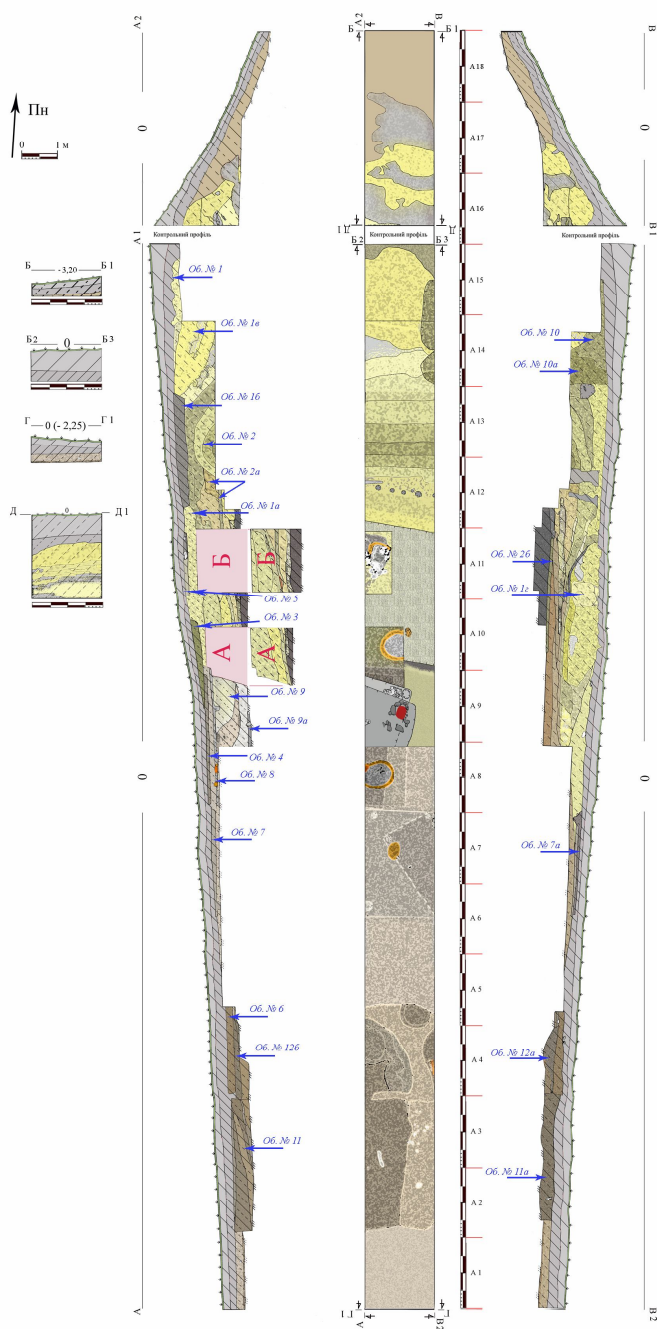 А 2
В
Б
А 2
В
Б 1
Пн
0
1 м
0
0
А 18
А 17
А 16
Контрольний профіль
Д
Контрольний профіль
Д 1
Контрольний профіль
А 1
Б 2
Б 3
В 1
Б
-3,20
Б 1
Об. № 1
А 15
Б2
0
Б3
Об. № 1в
Об. № 10
А 14
Об. № 10а
Об. № 1б
А 13
Г
0 (- 2,25)
Г 1
Об. № 2
Об. № 2а
А 12
Об. № 1а
Д
0
Д 1
Б
Б
А 11
Об. № 2б
Об. № 5
Об. № 1г
Об. № 3
А
А
А 10
Об. № 9
Об. № 9а
А 9
Об. № 4
0
Об. № 8
А 8
0
Об. № 7
А 7
Об. № 7а
А 6
А 5
Об. № 6
Об. № 12б
А 4
Об. № 12а
Об. № 11
А 3
Об. № 11а
А 2
А 1
А
Г
А
В 2
Г 1
В 2